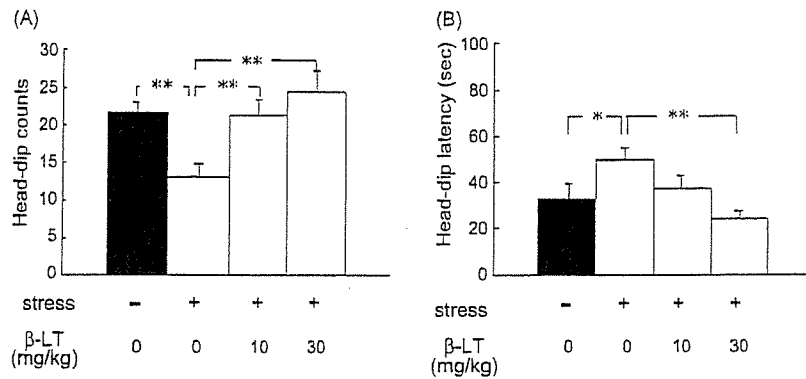 (A)
Head-dip counts
30
25
20
15
10
5
0
**
** **
stress - + + +
β-LT (mg/kg) 0 0 10 30
(B)
Head-dip latency (sec)
100
80
60
40
20
0
* **
stress - + + +
β-LT (mg/kg) 0 0 10 30